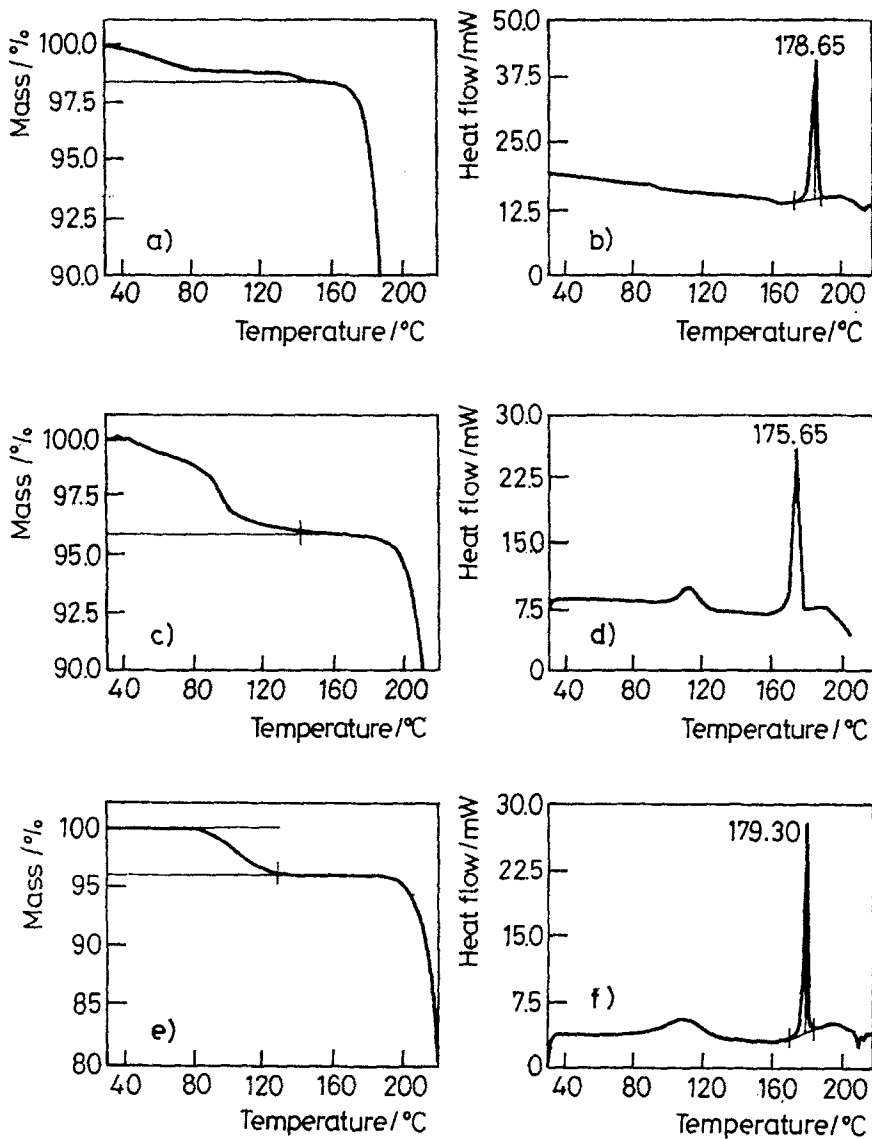 Mass / %
100.0
97.5
95.0
92.5
90.0
a)
40 80 120 160 200
Temperature/°C
Heat flow/mW
50.0
37.5
25.0
12.5
0
178.65
b)
40 80 120 160 200
Temperature/°C
Mass / %
100.0
97.5
95.0
92.5
90.0
c)
40 80 120 160 200
Temperature/°C
Heat flow/mW
30.0
22.5
15.0
7.5
0
175.65
d)
40 80 120 160 200
Temperature/°C
Mass / %
100
95
90
85
80
e)
40 80 120 160 200
Temperature/°C
Heat flow/mW
30.0
22.5
15.0
7.5
0
179.30
f)
40 80 120 160 200
Temperature/°C